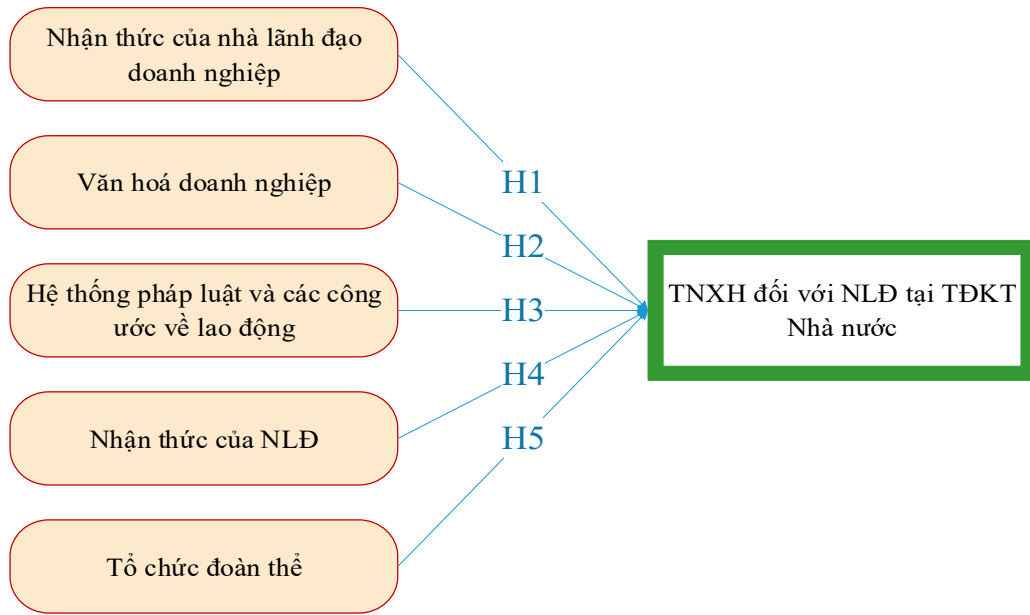 Nhận thức của nhà lãnh đạo
doanh nghiệp
Văn hoá doanh nghiệp
Hệ thống pháp luật và các công
ước về lao động
Nhận thức của NLĐ
Tổ chức đoàn thể
H1
H2
H3
H4
H5
TNXH đối với NLĐ tại TĐKT
Nhà nước